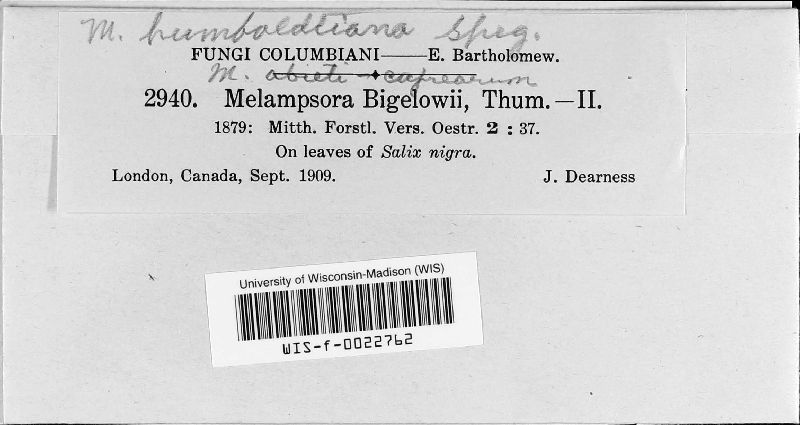 M. humboldtiana Speg.
FUNGI COLUMBIANI——E. Bartholomew.
M. abieti-caprearum
2940. Melampsora Bigelowii, Thum.—II.
1879: Mitth. Forstl. Vers. Oestr. 2 : 37.
On leaves of Salix nigra.
London, Canada, Sept. 1909. J. Dearness
University of Wisconsin-Madison (WIS)
WIS-f-0022762